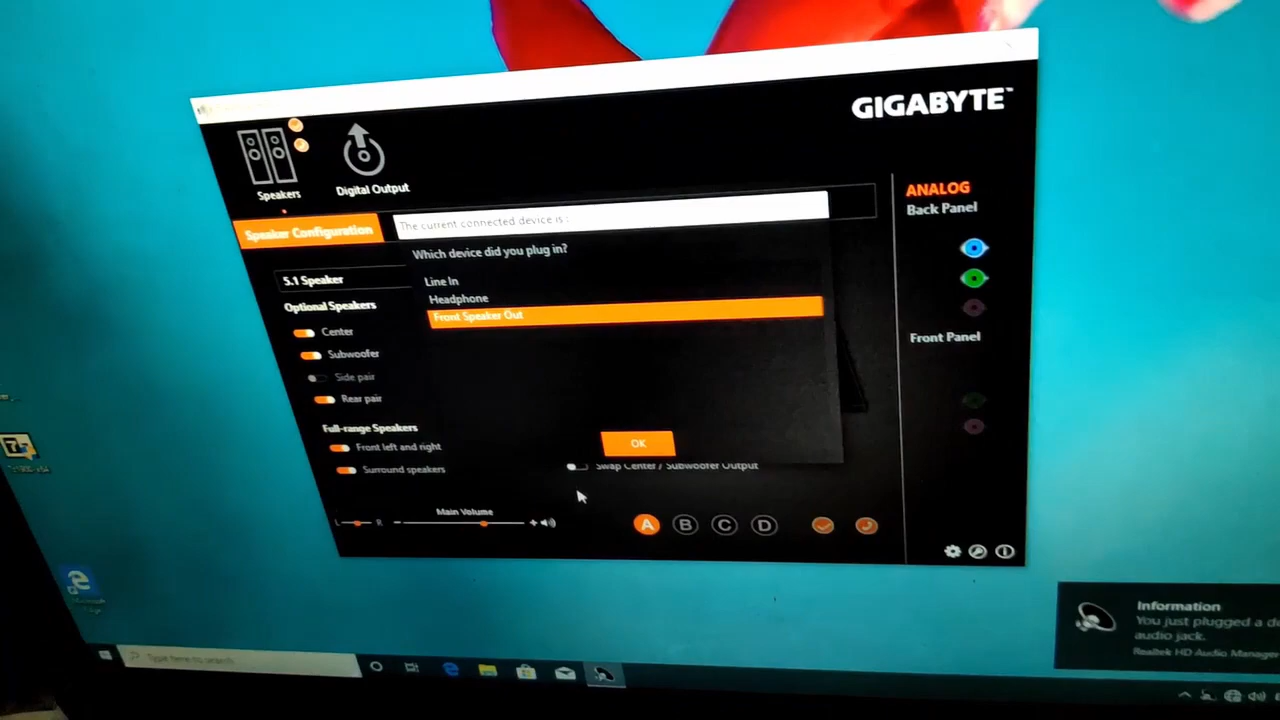 GIGABYTE™
Speakers
Digital Output
ANALOG
Back Panel
Speaker Configuration
The current connected device is :
Which device did you plug in?
Line In
Headphone
Front Speaker Out
OK
5.1 Speaker
Optional Speakers
Center
Subwoofer
Side pair
Rear pair
Front Panel
Full-range Speakers
Front left and right
Surround speakers
Swap Center / Subwoofer Output
Main Volume
L
R
A
B
C
D
Information
You just plugged a de
audio jack.
Realtek HD Audio Manager
Microsoft
Edge
Type here to search